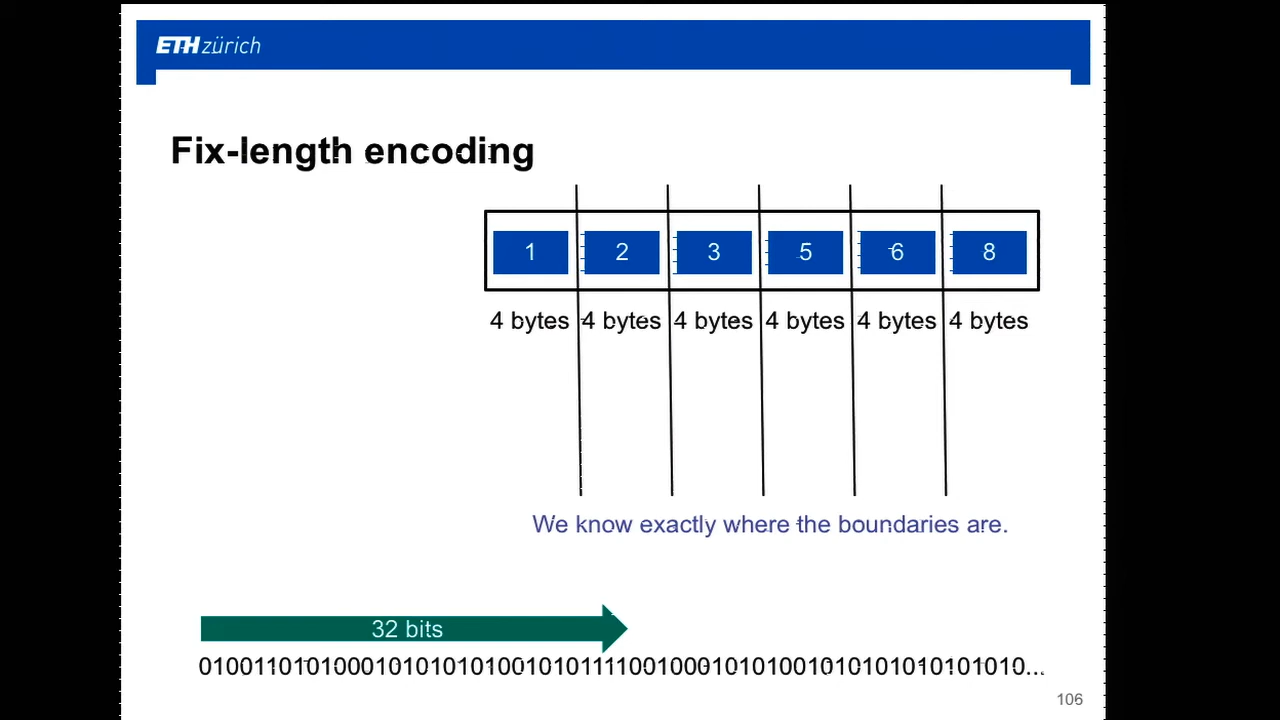 ETH zürich
Fix-length encoding
1 2 3 5 6 8
4 bytes 4 bytes 4 bytes 4 bytes 4 bytes 4 bytes
We know exactly where the boundaries are.
32 bits
106